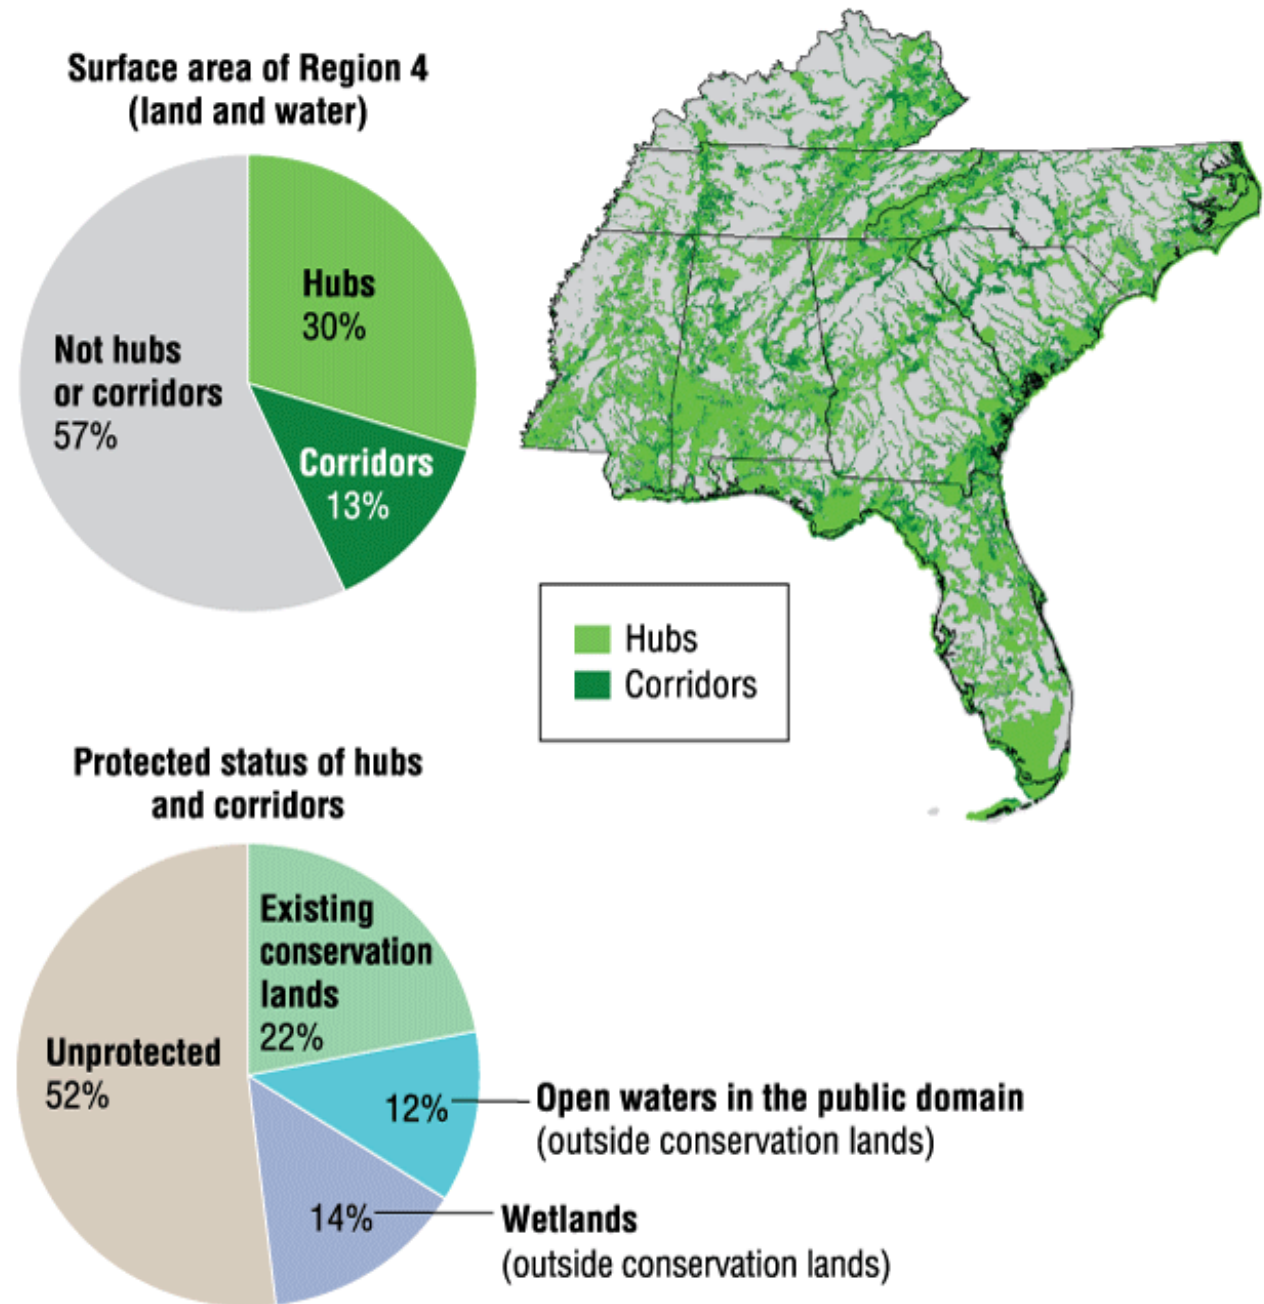 Surface area of Region 4
(land and water)
Hubs
30%
Not hubs
or corridors
57%
Corridors
13%
Hubs
Corridors
Protected status of hubs
and corridors
Existing
conservation
lands
22%
Unprotected
52%
12%
Open waters in the public domain
(outside conservation lands)
14%
Wetlands
(outside conservation lands)